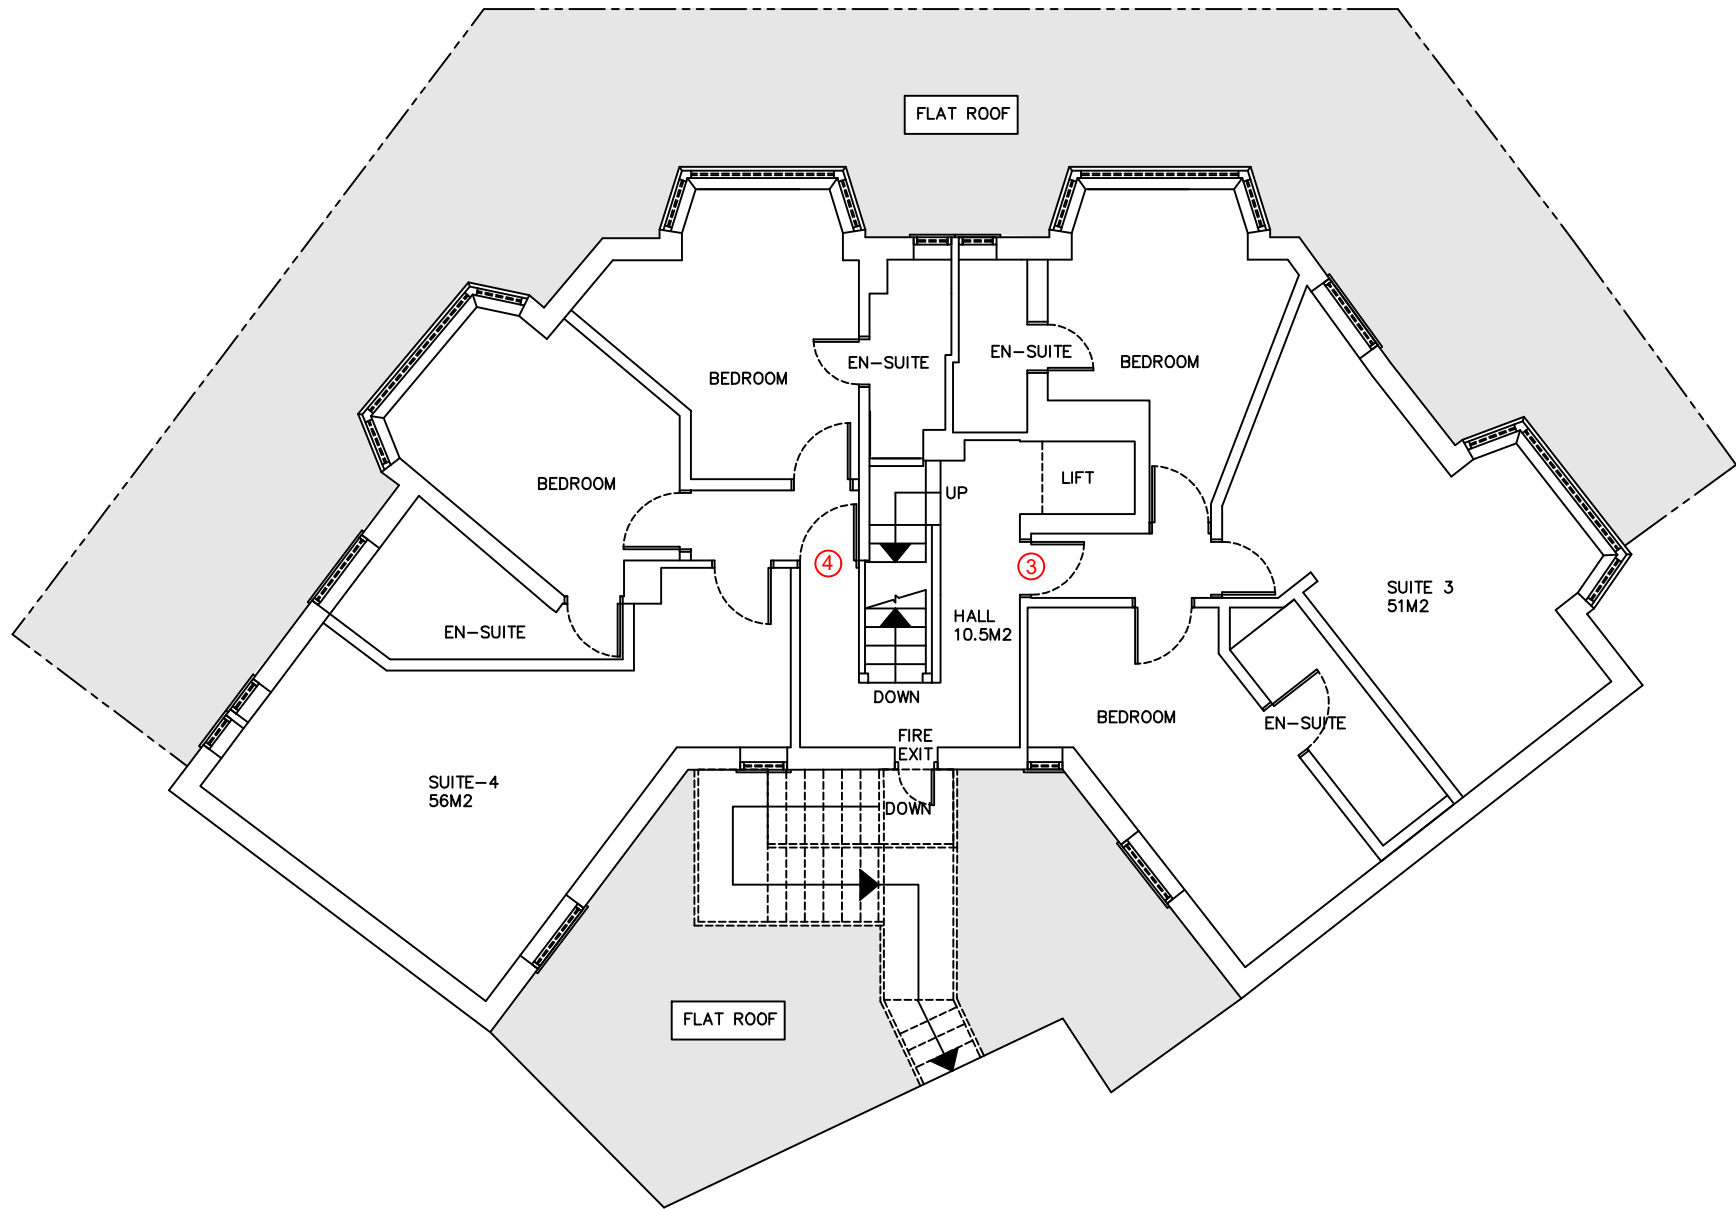 FLAT ROOF
EN-SUITE
EN-SUITE
BEDROOM
BEDROOM
BEDROOM
LIFT
UP
4
3
SUITE 3
51M2
HALL
10.5M2
EN-SUITE
DOWN
BEDROOM
EN-SUITE
FIRE
EXIT
SUITE-4
56M2
DOWN
FLAT ROOF